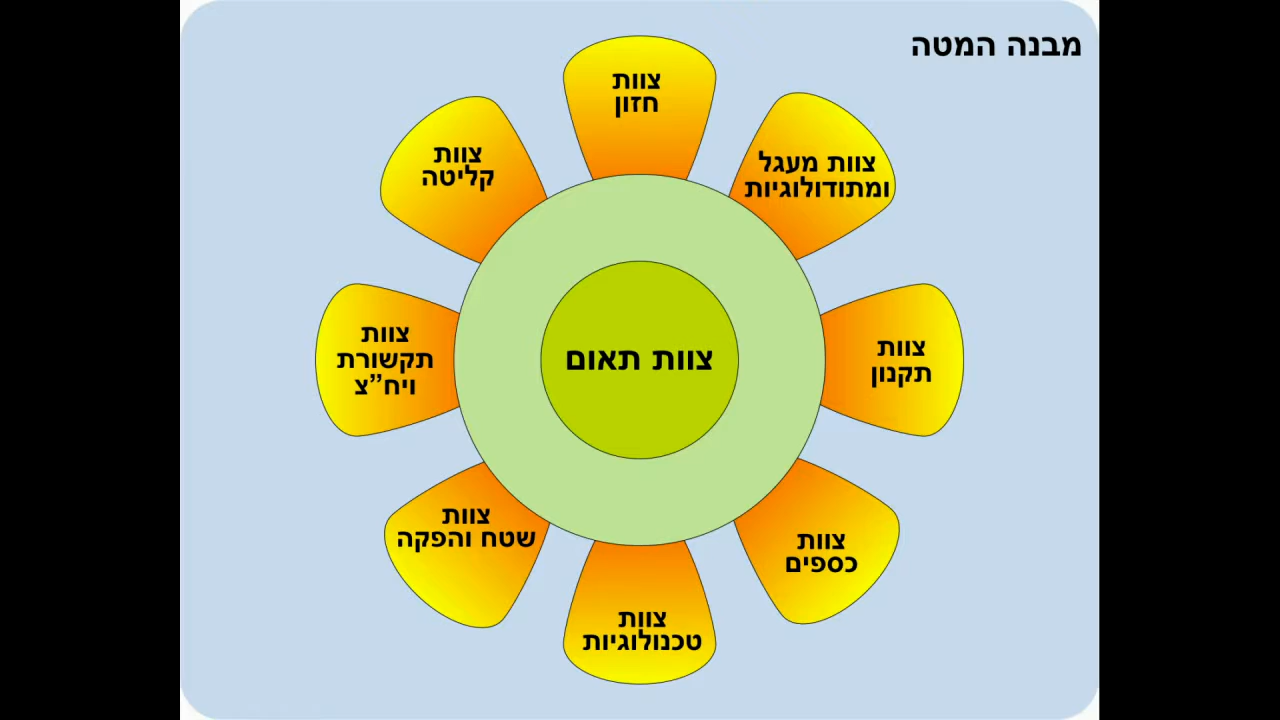 מבנה המטה
צוות
חזון
צוות מעגל
ומתודולוגיות
צוות
תקנון
צוות
כספים
צוות
טכנולוגיות
צוות
שטח והפקה
צוות
תקשורת
ויח”צ
צוות
קליטה
צוות תאום